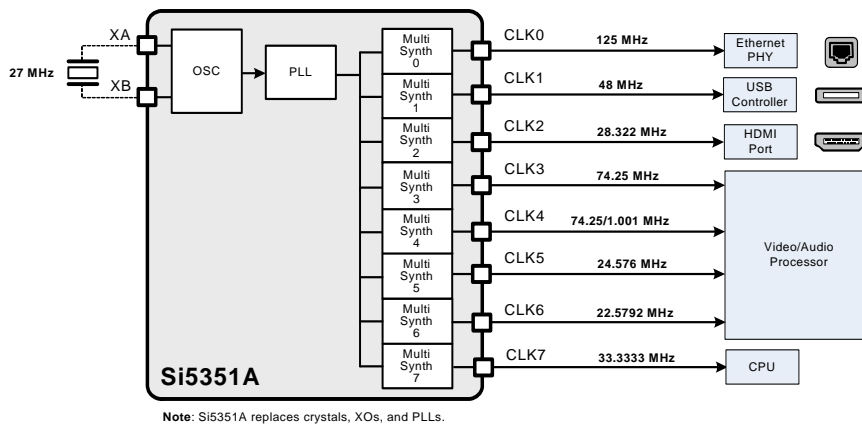 XA
27 MHz
XB
OSC
PLL
Multi
Synth
0
CLK0
125 MHz
Ethernet
PHY
Multi
Synth
1
CLK1
48 MHz
USB
Controller
Multi
Synth
2
CLK2
28.322 MHz
HDMI
Port
Multi
Synth
3
CLK3
74.25 MHz
Multi
Synth
4
CLK4
74.25/1.001 MHz
Video/Audio
Processor
Multi
Synth
5
CLK5
24.576 MHz
Multi
Synth
6
CLK6
22.5792 MHz
Multi
Synth
7
CLK7
33.3333 MHz
CPU
Si5351A
Note: Si5351A replaces crystals, XOs, and PLLs.